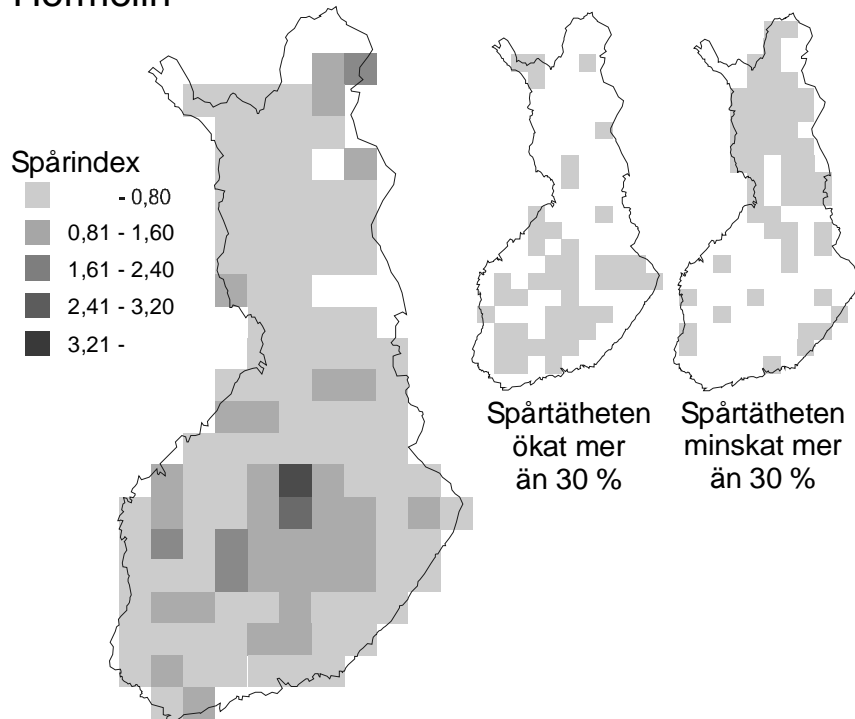 Hermelin
Spårindex
- 0,80
0,81 - 1,60
1,61 - 2,40
2,41 - 3,20
3,21 -
Spårtätheten
ökat mer
än 30 %
Spårtätheten
minskat mer
än 30 %